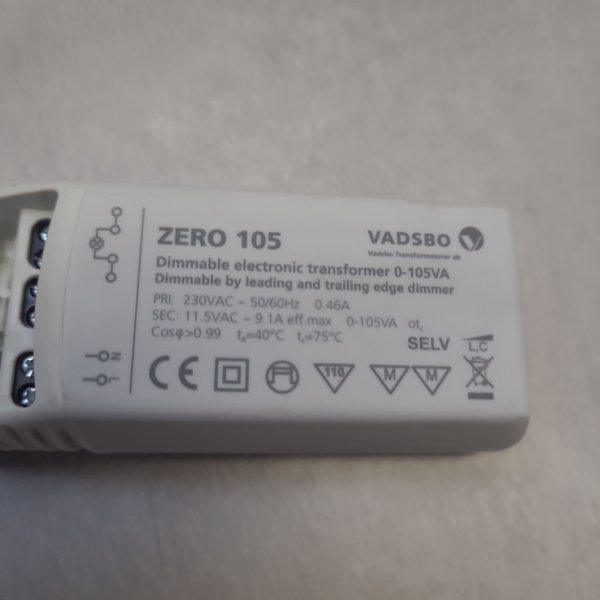 ZERO 105
VADSBO
Vadsbo Transformatorer ab
Dimmable electronic transformer 0-105VA
Dimmable by leading and trailing edge dimmer
PRI: 230VAC ~ 50/60Hz 0.46A
SEC: 11.5VAC ~ 9.1A eff.max 0-105VA otc
Cosφ>0.99 ta=40°C tc=75°C
SELV
L,C
CE
110
M
M
N
L